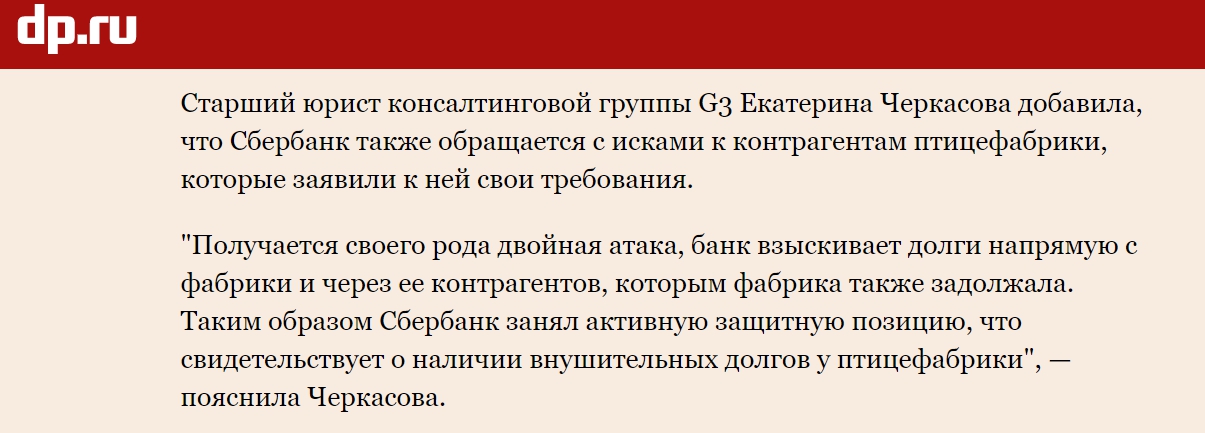 dp.ru
Старший юрист консалтинговой группы G3 Екатерина Черкасова добавила,
что Сбербанк также обращается с исками к контрагентам птицефабрики,
которые заявили к ней свои требования.
"Получается своего рода двойная атака, банк взыскивает долги напрямую с
фабрики и через ее контрагентов, которым фабрика также задолжала.
Таким образом Сбербанк занял активную защитную позицию, что
свидетельствует о наличии внушительных долгов у птицефабрики", —
пояснила Черкасова.